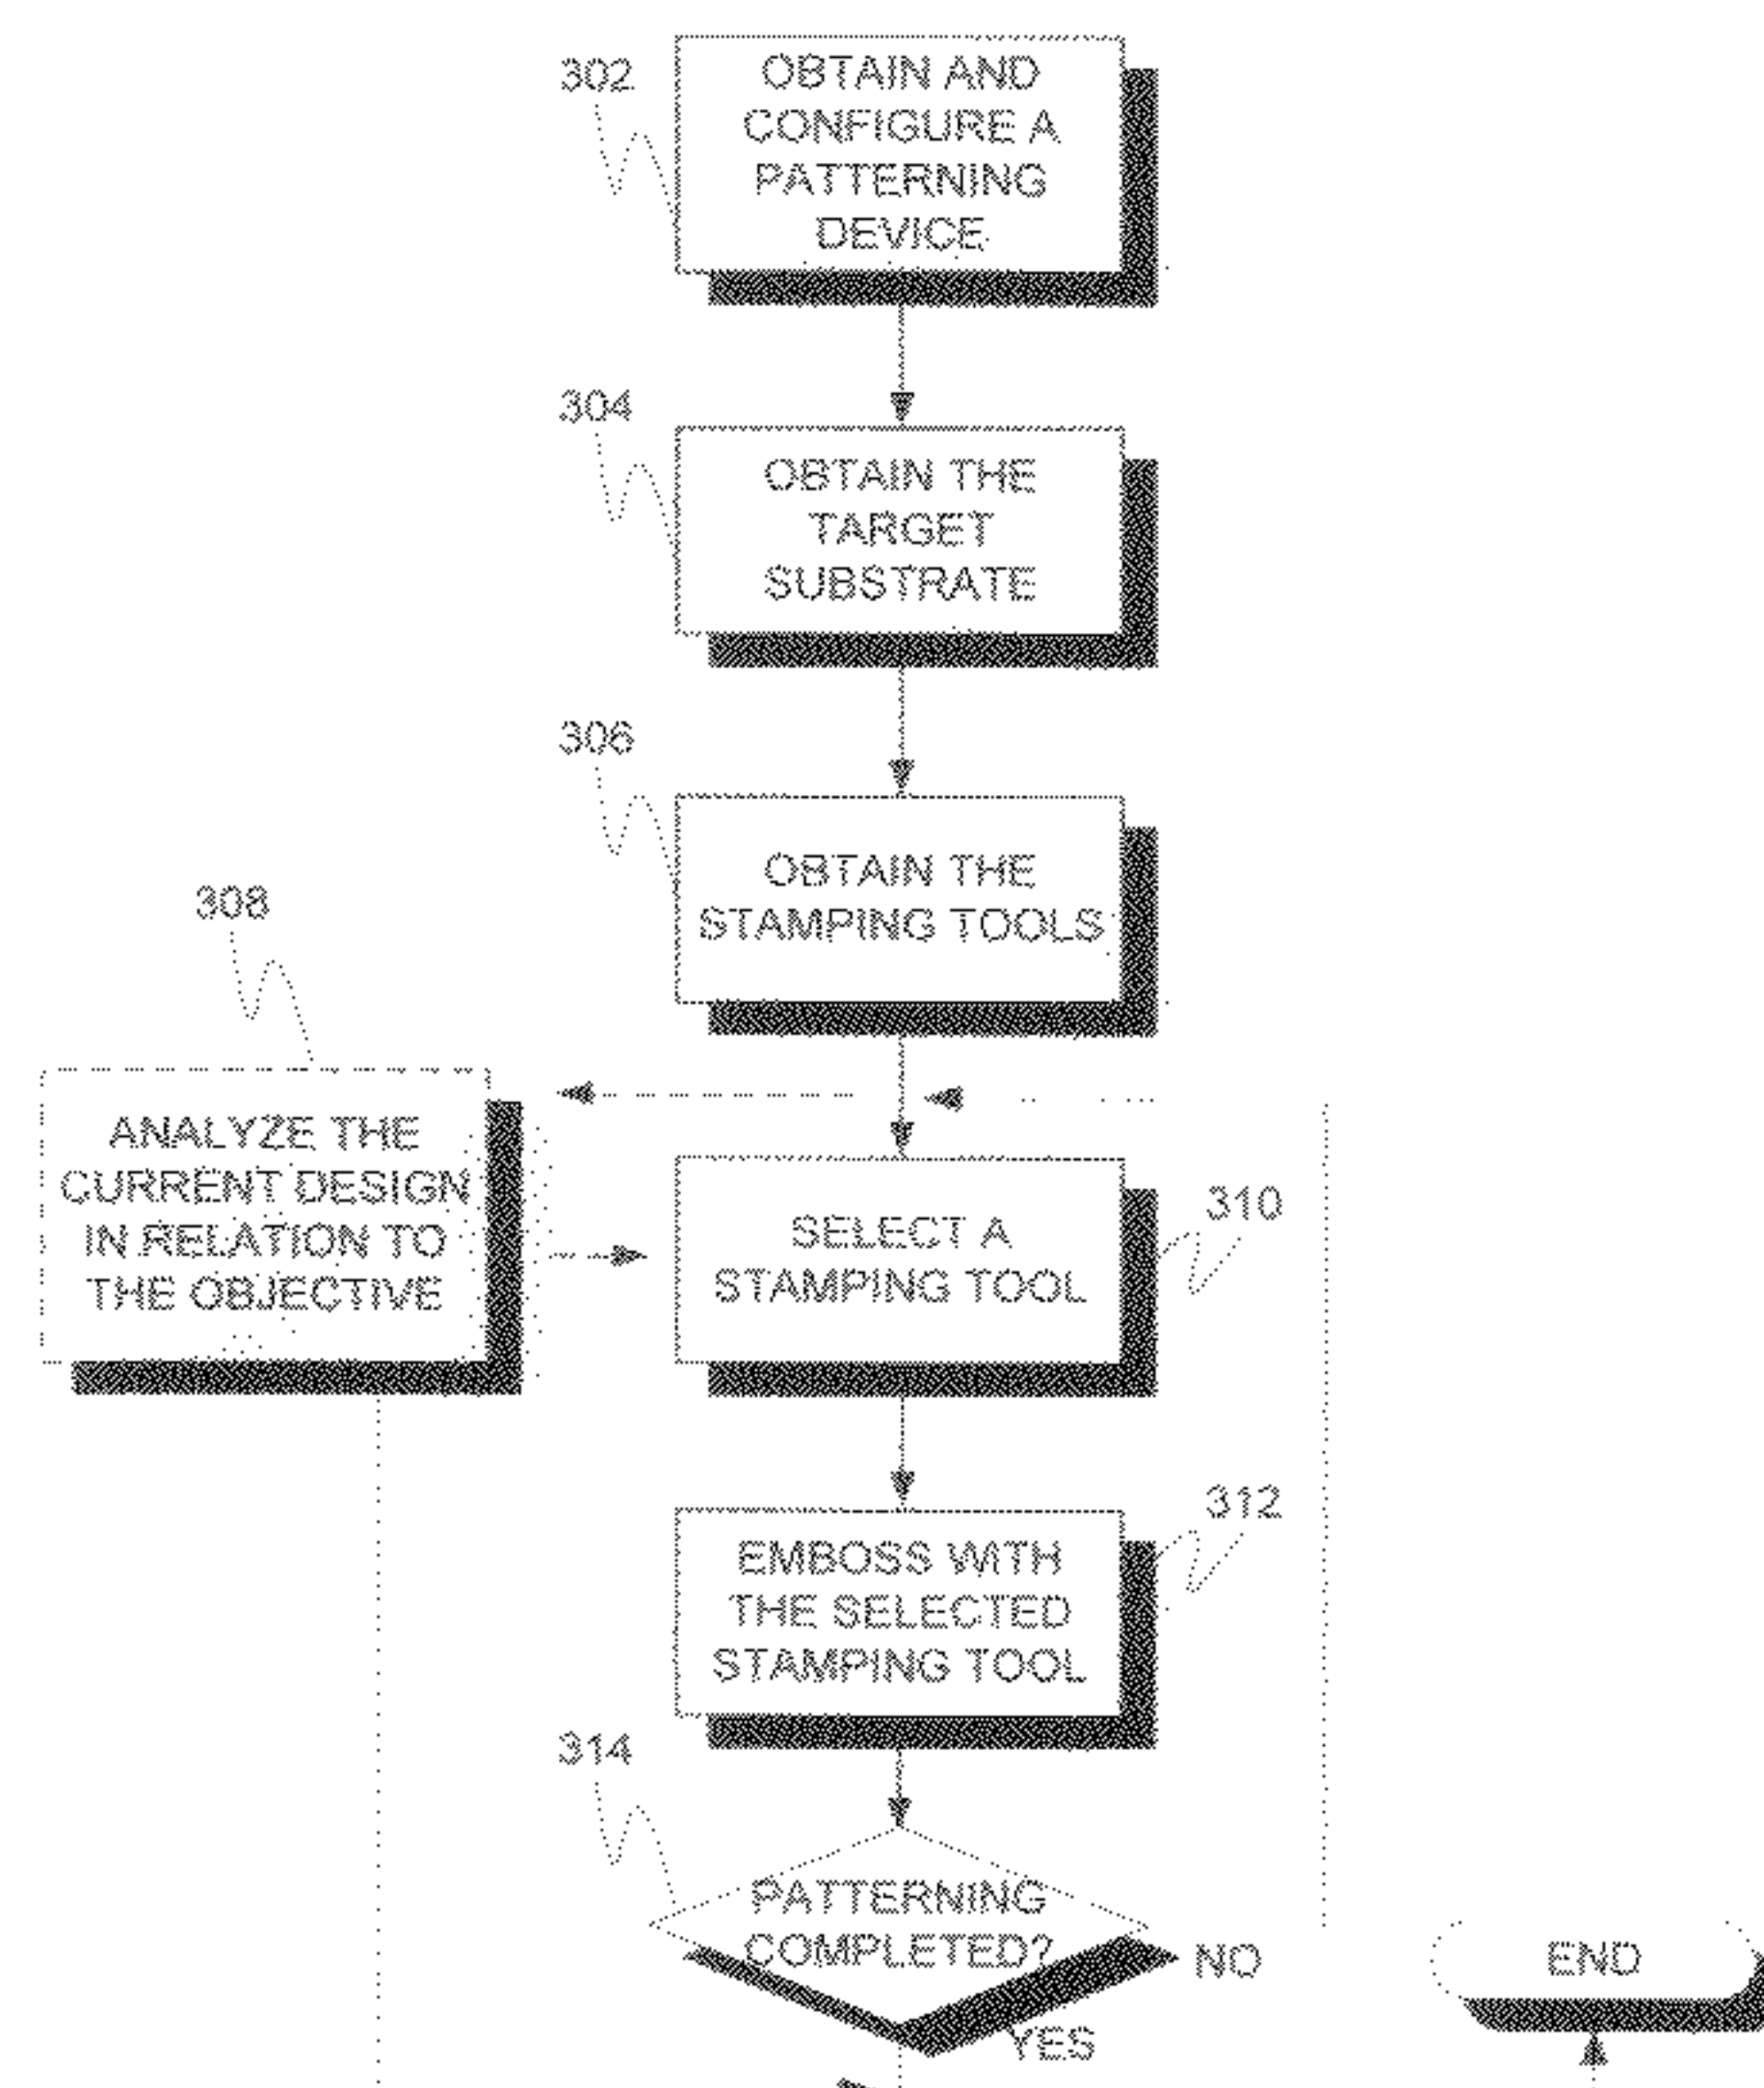 302
OBTAIN AND
CONFIGURE A
PATTERNING
DEVICE
304
OBTAIN THE
TARGET
SUBSTRATE
306
OBTAIN THE
STAMPING TOOLS
308
ANALYZE THE
CURRENT DESIGN
IN RELATION TO
THE OBJECTIVE
310
SELECT A
STAMPING TOOL
312
EMBOSS WITH
THE SELECTED
STAMPING TOOL
314
PATTERNING
COMPLETED?
NO
YES
END